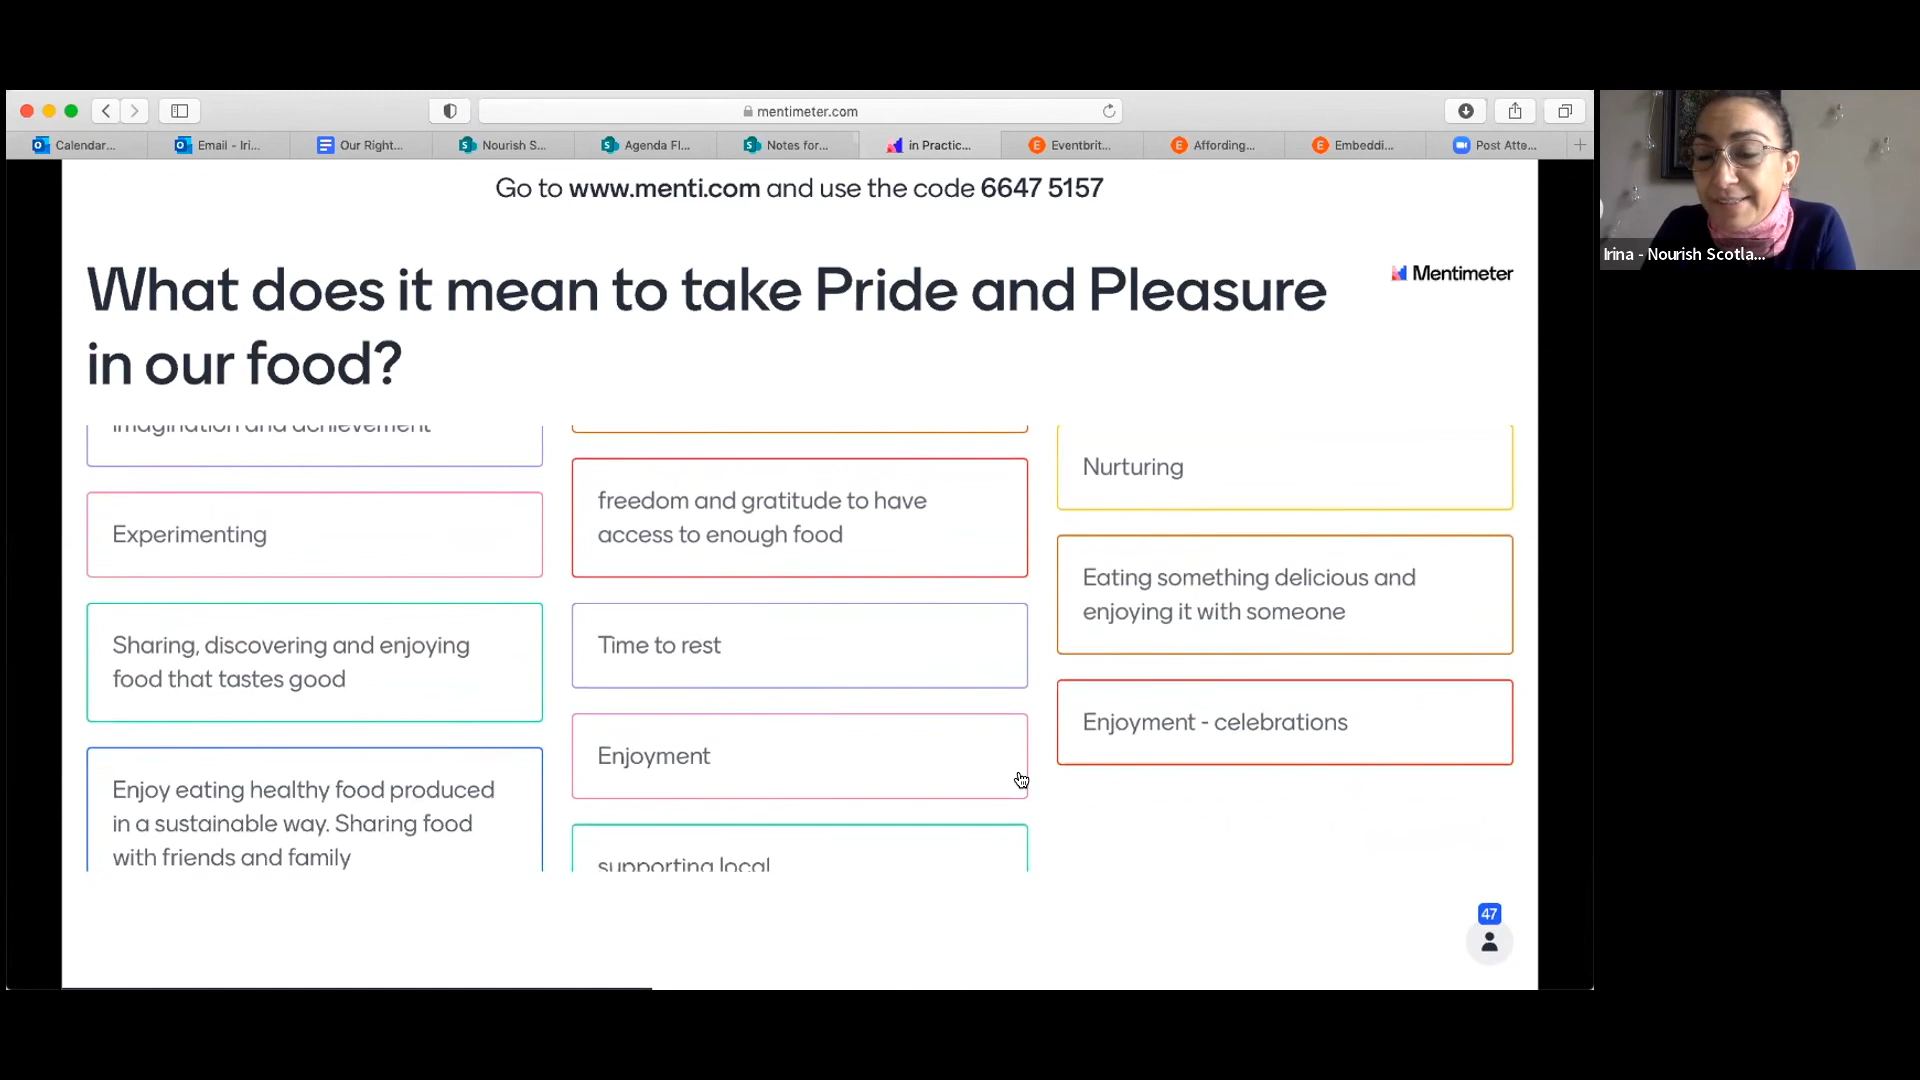 mentimeter.com
Calendar...
Email - Iri...
Our Right...
Nourish S...
Agenda Fl...
Notes for...
in Practic...
Eventbrit...
Affording...
Embeddi...
Post Atte...
Go to www.menti.com and use the code 6647 5157
What does it mean to take Pride and Pleasure
in our food?
Mentimeter
imagination and achievement
Experimenting
Sharing, discovering and enjoying
food that tastes good
Enjoy eating healthy food produced
in a sustainable way. Sharing food
with friends and family
freedom and gratitude to have
access to enough food
Time to rest
Enjoyment
supporting local
Nurturing
Eating something delicious and
enjoying it with someone
Enjoyment - celebrations
47
Irina - Nourish Scotla...